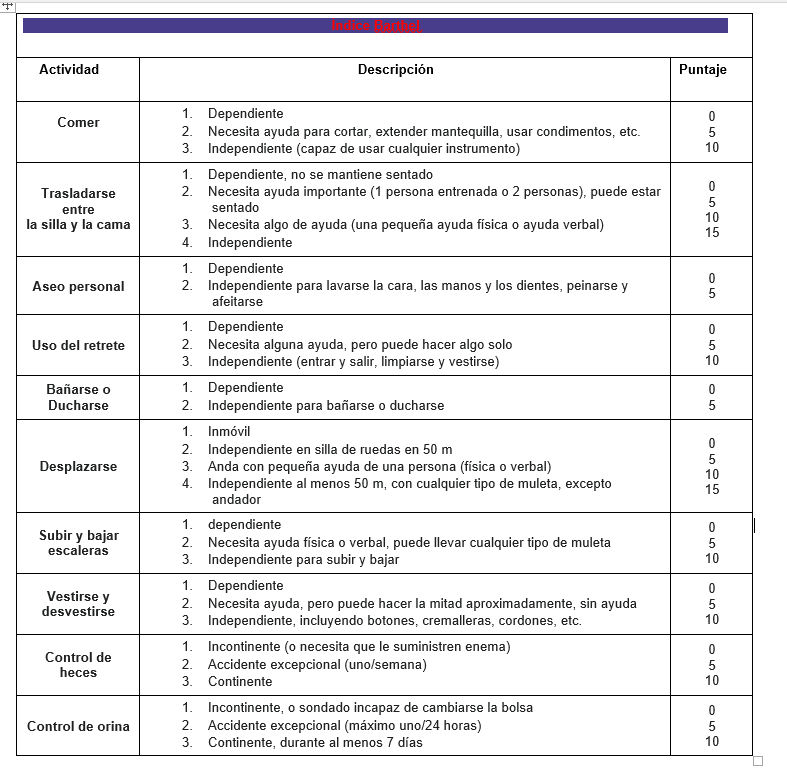 Indice Barthel
Actividad Descripción Puntaje
Comer
1. Dependiente
2. Necesita ayuda para cortar, extender mantequilla, usar condimentos, etc.
3. Independiente (capaz de usar cualquier instrumento)
0
5
10
Trasladarse
entre
la silla y la cama
1. Dependiente, no se mantiene sentado
2. Necesita ayuda importante (1 persona entrenada o 2 personas), puede estar
sentado
3. Necesita algo de ayuda (una pequeña ayuda física o ayuda verbal)
4. Independiente
0
5
10
15
Aseo personal
1. Dependiente
2. Independiente para lavarse la cara, las manos y los dientes, peinarse y
afeitarse
0
5
Uso del retrete
1. Dependiente
2. Necesita alguna ayuda, pero puede hacer algo solo
3. Independiente (entrar y salir, limpiarse y vestirse)
0
5
10
Bañarse o
Ducharse
1. Dependiente
2. Independiente para bañarse o ducharse
0
5
Desplazarse
1. Inmóvil
2. Independiente en silla de ruedas en 50 m
3. Anda con pequeña ayuda de una persona (física o verbal)
4. Independiente al menos 50 m, con cualquier tipo de muleta, excepto
andador
0
5
10
15
Subir y bajar
escaleras
1. dependiente
2. Necesita ayuda física o verbal, puede llevar cualquier tipo de muleta
3. Independiente para subir y bajar
0
5
10
Vestirse y
desvestirse
1. Dependiente
2. Necesita ayuda, pero puede hacer la mitad aproximadamente, sin ayuda
3. Independiente, incluyendo botones, cremalleras, cordones, etc.
0
5
10
Control de
heces
1. Incontinente (o necesita que le suministren enema)
2. Accidente excepcional (uno/semana)
3. Continente
0
5
10
Control de orina
1. Incontinente, o sondado incapaz de cambiarse la bolsa
2. Accidente excepcional (máximo uno/24 horas)
3. Continente, durante al menos 7 días
0
5
10